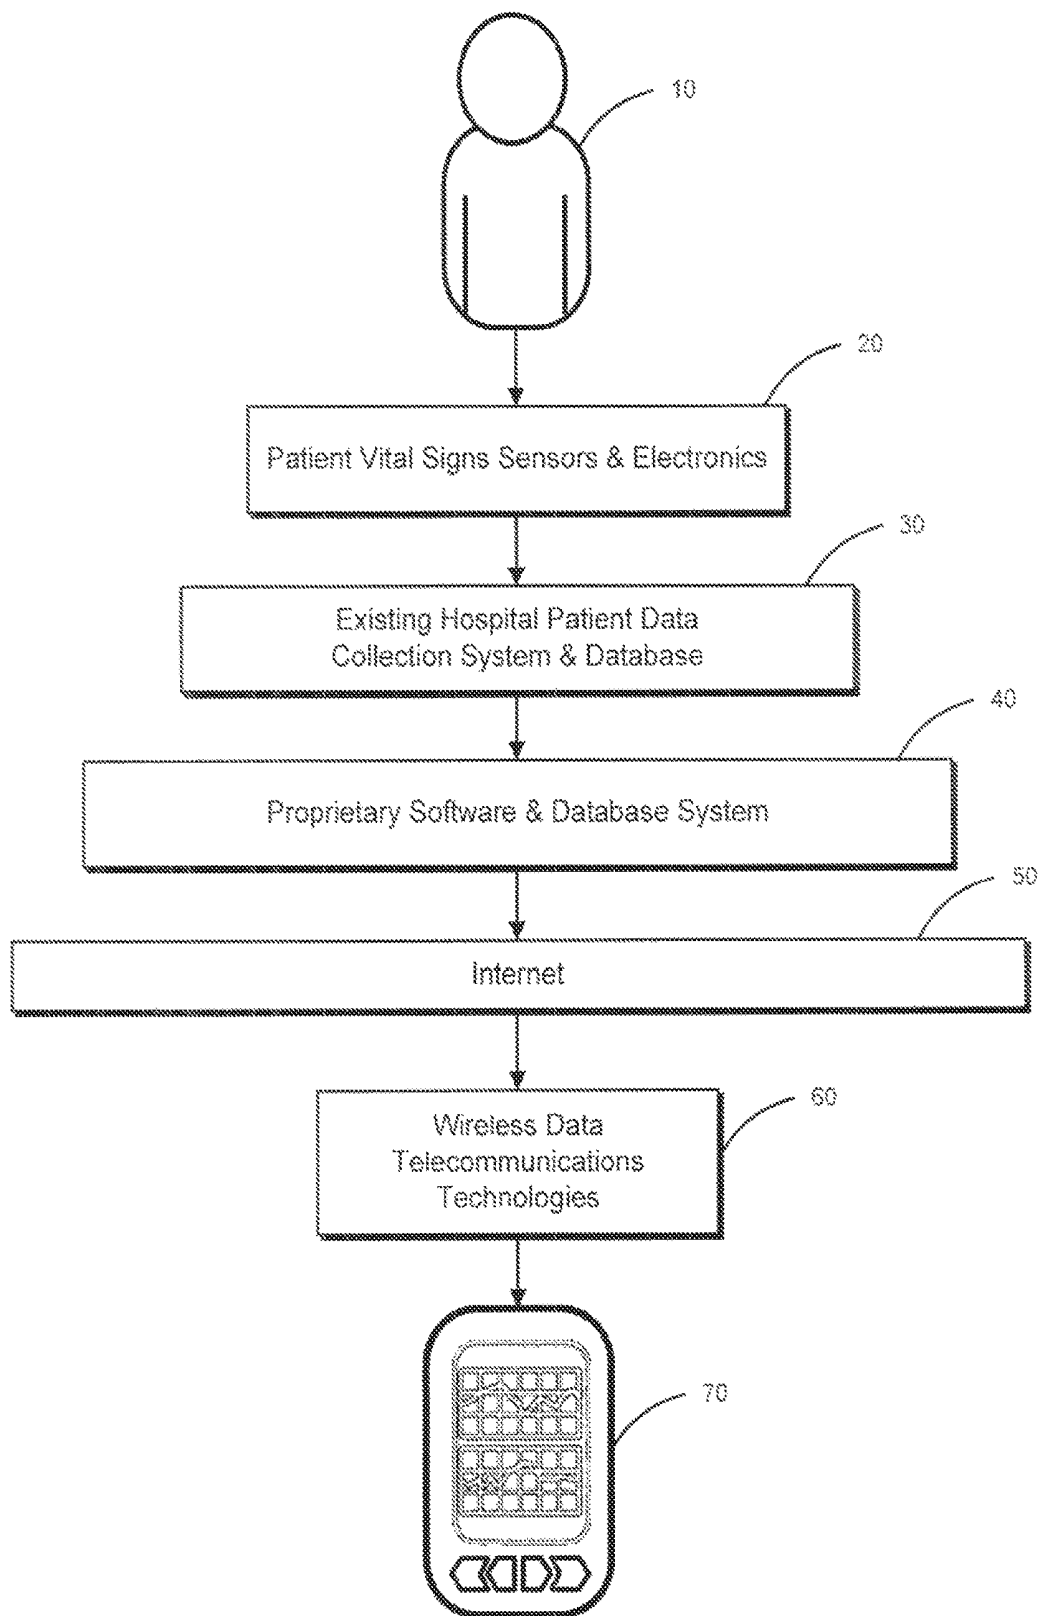 10
20
Patient Vital Signs Sensors & Electronics
30
Existing Hospital Patient Data
Collection System & Database
40
Proprietary Software & Database System
50
Internet
60
Wireless Data
Telecommunications
Technologies
70